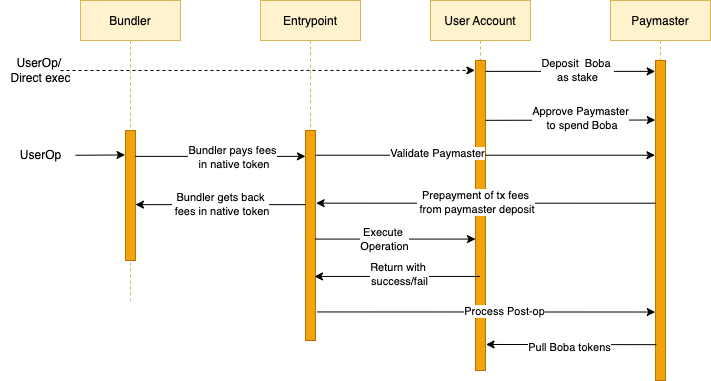 Bundler
Entrypoint
User Account
Paymaster
UserOp/
Direct exec
Deposit Boba
as stake
Approve Paymaster
to spend Boba
UserOp
Bundler pays fees
in native token
Validate Paymaster
Bundler gets back
fees in native token
Prepayment of tx fees
from paymaster deposit
Execute
Operation
Return with
success/fail
Process Post-op
Pull Boba tokens